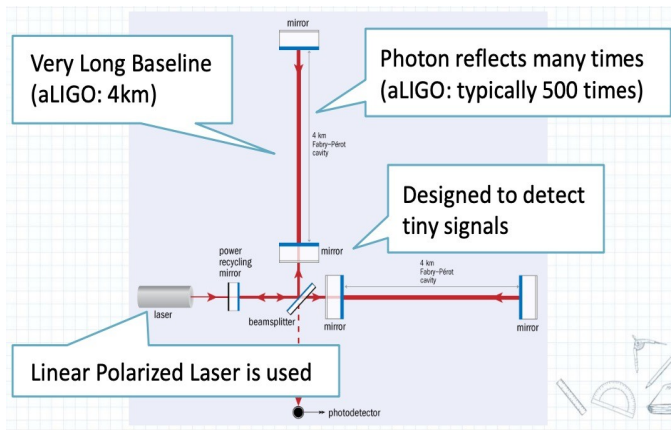 mirror
Very Long Baseline
(aLIGO: 4km)
Photon reflects many times
(aLIGO: typically 500 times)
4 km
Fabry–Pérot
cavity
Designed to detect
tiny signals
power
recycling
mirror
mirror
4 km
Fabry–Pérot
cavity
laser
beamsplitter
mirror
mirror
Linear Polarized Laser is used
photodetector